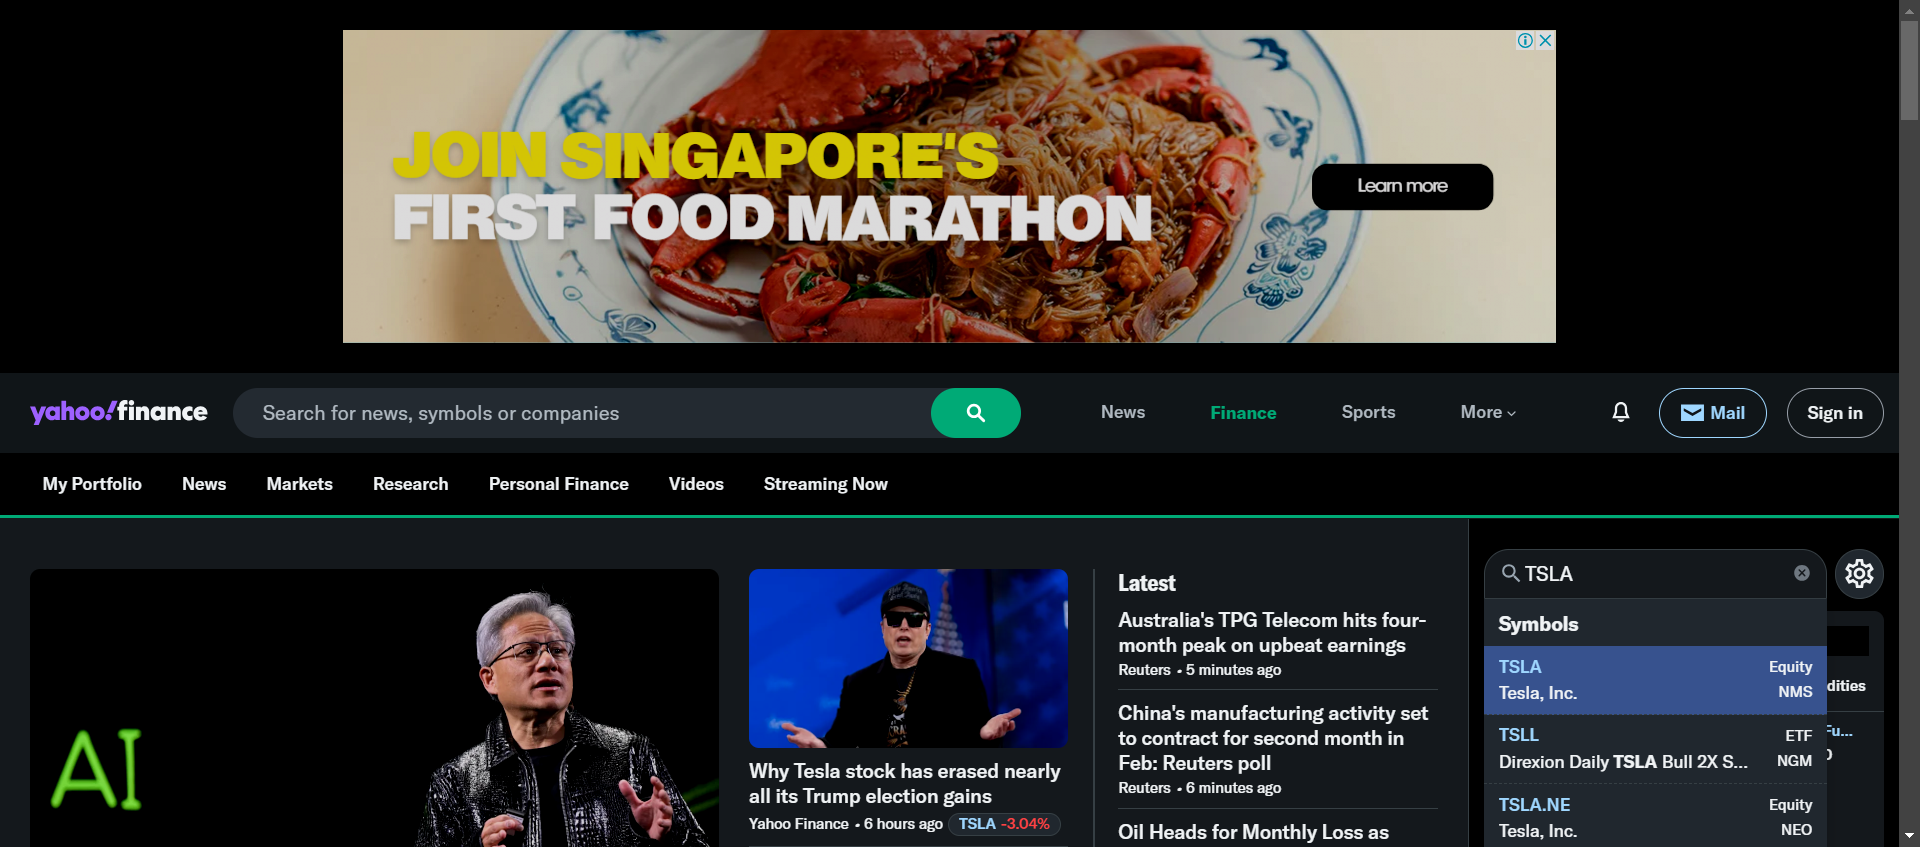 JOIN SINGAPORE'S
FIRST FOOD MARATHON
Learn more
yahoo!finance
Search for news, symbols or companies
News
Finance
Sports
More
Mail
Sign in
My Portfolio
News
Markets
Research
Personal Finance
Videos
Streaming Now
AI
Why Tesla stock has erased nearly
all its Trump election gains
Yahoo Finance • 6 hours ago
TSLA -3.04%
Latest
Australia's TPG Telecom hits four-
month peak on upbeat earnings
Reuters • 5 minutes ago
China's manufacturing activity set
to contract for second month in
Feb: Reuters poll
Reuters • 6 minutes ago
Oil Heads for Monthly Loss as
TSLA
Symbols
TSLA Equity
Tesla, Inc. NMS
TSLL ETF
Direxion Daily TSLA Bull 2X S... NGM
TSLA.NE Equity
Tesla, Inc. NEO
dities
Fu...